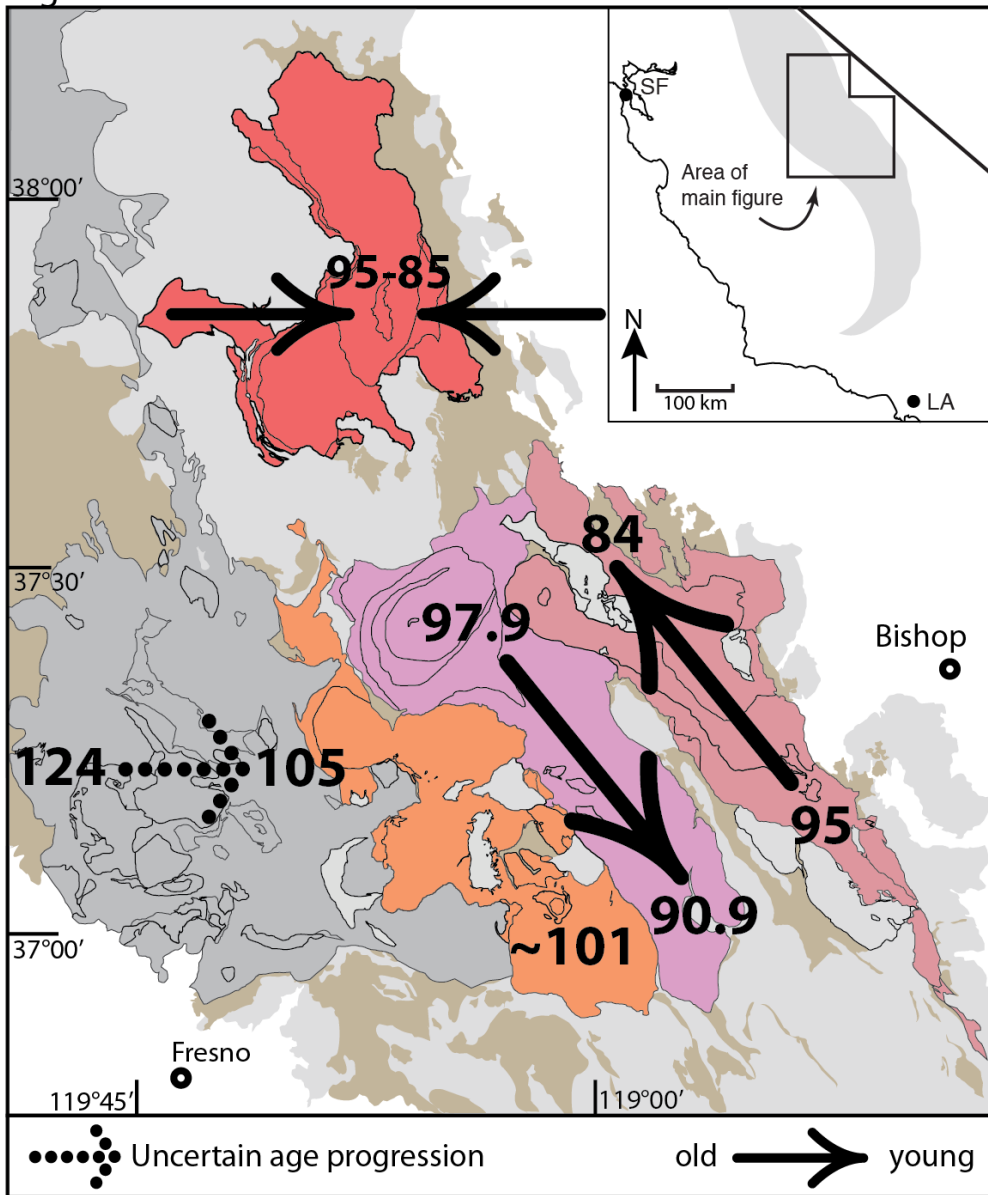 SF
Area of
main figure
N
100 km
LA
38°00′
95-85
37°30′
84
97.9
Bishop
124
105
95
90.9
~101
37°00′
Fresno
119°45′
119°00′
Uncertain age progression
old
young